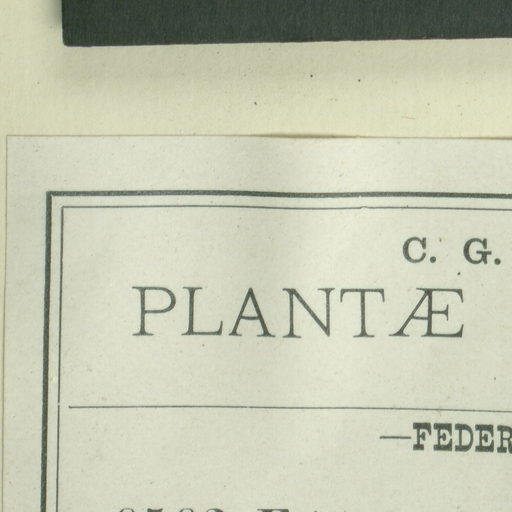 C. G.
PLANTÆ
—FEDER